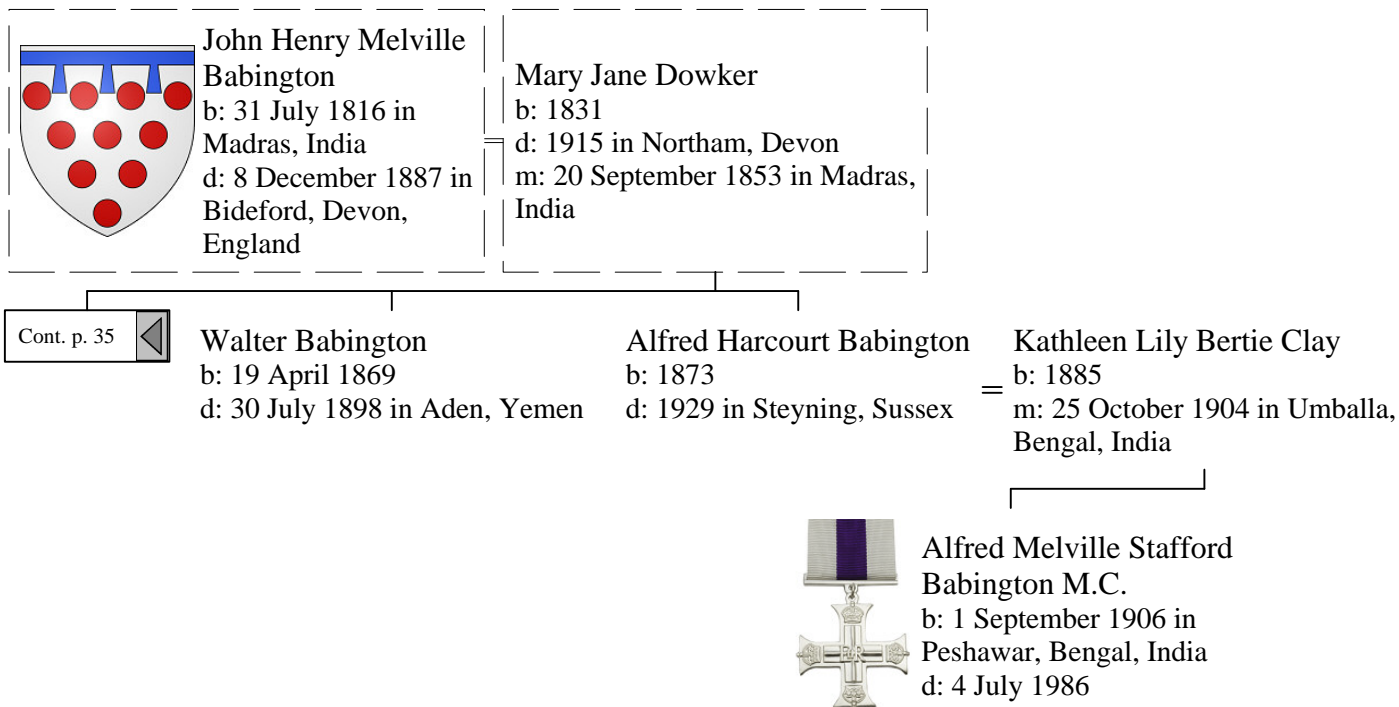 John Henry Melville
Babington
b: 31 July 1816 in
Madras, India
d: 8 December 1887 in
Bideford, Devon,
England
Mary Jane Dowker
b: 1831
d: 1915 in Northam, Devon
m: 20 September 1853 in Madras,
India
=
Cont. p. 35
Walter Babington
b: 19 April 1869
d: 30 July 1898 in Aden, Yemen
Alfred Harcourt Babington
b: 1873
d: 1929 in Steyning, Sussex
=
Kathleen Lily Bertie Clay
b: 1885
m: 25 October 1904 in Umballa,
Bengal, India
Alfred Melville Stafford
Babington M.C.
b: 1 September 1906 in
Peshawar, Bengal, India
d: 4 July 1986